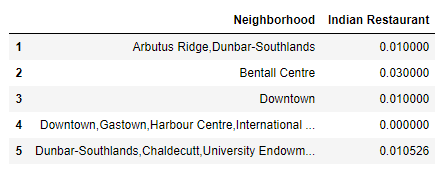 Neighborhood Indian Restaurant
1 Arbutus Ridge,Dunbar-Southlands 0.010000
2 Bentall Centre 0.030000
3 Downtown 0.010000
4 Downtown,Gastown,Harbour Centre,International ... 0.000000
5 Dunbar-Southlands,Chaldecutt,University Endowm... 0.010526